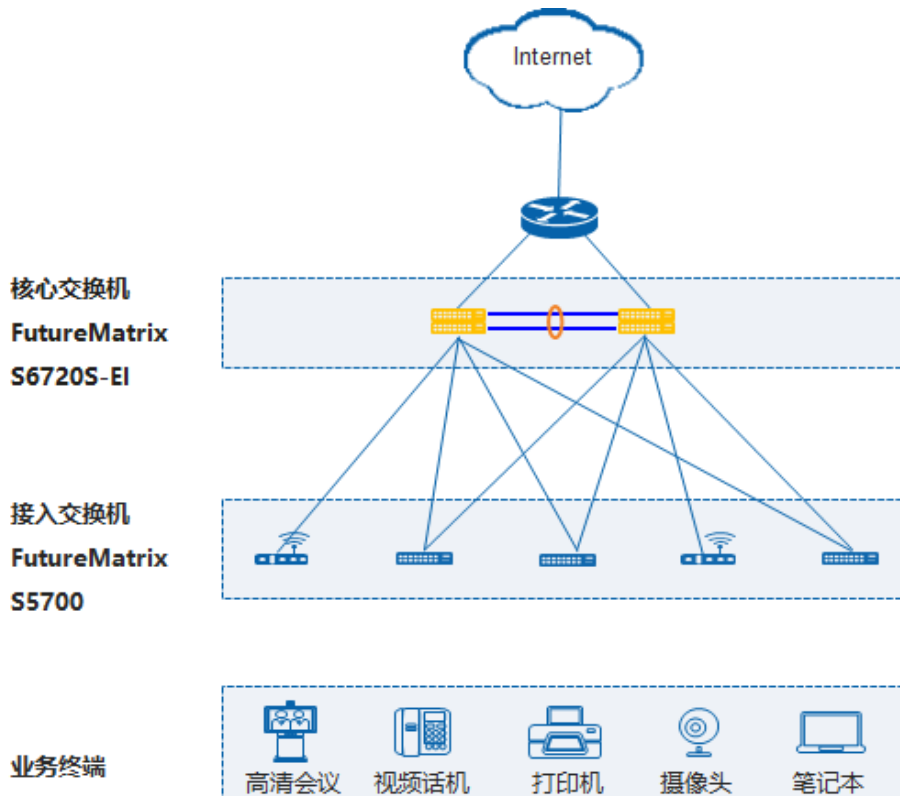 Internet
核心交换机
FutureMatrix
S6720S-EI
接入交换机
FutureMatrix
S5700
业务终端
高清会议
视频话机
打印机
摄像头
笔记本